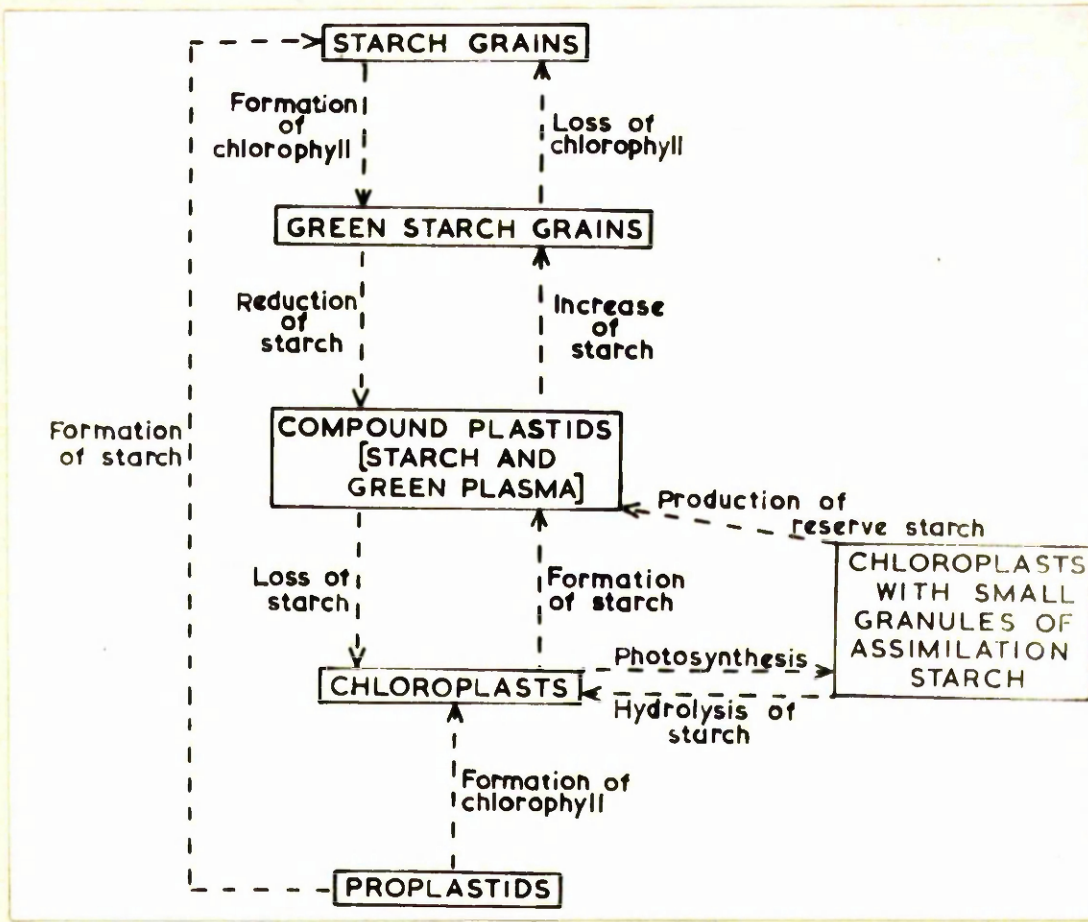 STARCH GRAINS
Formation
of
chlorophyll
Loss of
chlorophyll
GREEN STARCH GRAINS
Reduction
of
starch
Increase
of
starch
Formation
of starch
COMPOUND PLASTIDS
[STARCH AND
GREEN PLASMA]
Production of
reserve starch
CHLOROPLASTS
WITH SMALL
GRANULES OF
ASSIMILATION
STARCH
Loss of
starch
Formation
of starch
Photosynthesis
CHLOROPLASTS
Hydrolysis of
starch
Formation of
chlorophyll
PROPLASTIDS